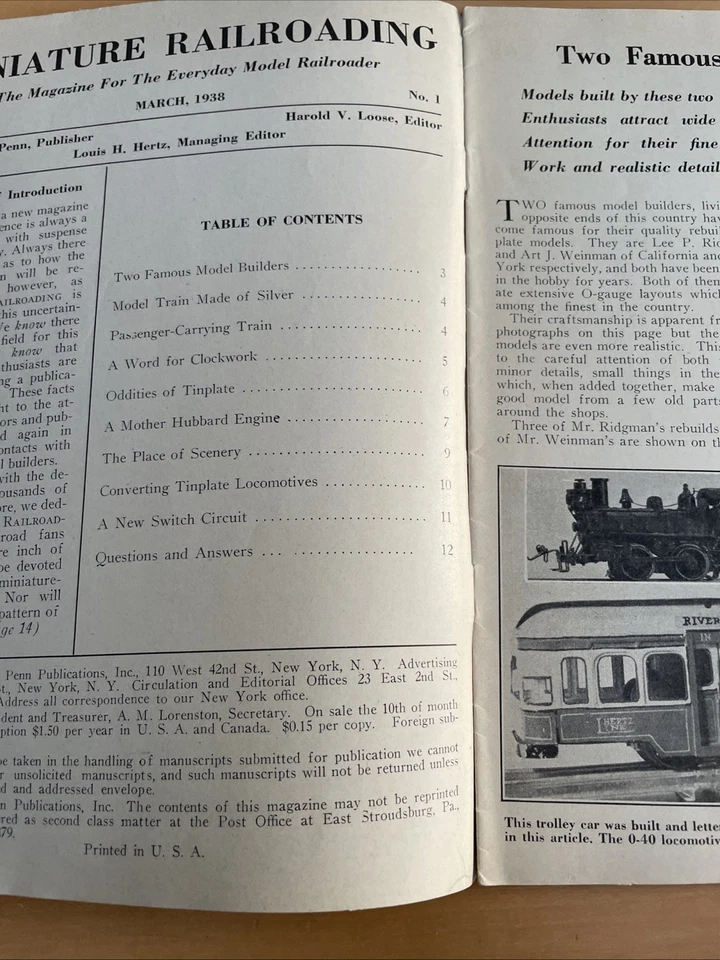 NIATURE RAILROADING
The Magazine For The Everyday Model Railroader
MARCH, 1938
No. 1
Penn, Publisher
Harold V. Loose, Editor
Louis H. Hertz, Managing Editor
Introduction
a new magazine
ence is always a
with suspense
y. Always there
as to how the
n will be re-
however, as
AILROADING is
this uncertain-
We know there
field for this
know that
thusiasts are
ng a publica-
These facts
ht to the at-
ors and pub-
d again in
ontacts with
l builders.
with the de-
ousands of
ore, we ded-
RAILROAD-
road fans
re inch of
be devoted
miniature-
Nor will
pattern of
ge 14)
TABLE OF CONTENTS
Two Famous Model Builders .................. 3
Model Train Made of Silver .................. 4
Passenger-Carrying Train .................. 4
A Word for Clockwork .................. 5
Oddities of Tinplate .................. 6
A Mother Hubbard Engine .................. 7
The Place of Scenery .................. 9
Converting Tinplate Locomotives .................. 10
A New Switch Circuit .................. 11
Questions and Answers ... .................. 12
Penn Publications, Inc., 110 West 42nd St., New York, N. Y. Advertising
St., New York, N. Y. Circulation and Editorial Offices 23 East 2nd St.,
Address all correspondence to our New York office.
dent and Treasurer, A. M. Lorenston, Secretary. On sale the 10th of month
ption $1.50 per year in U. S. A. and Canada. $0.15 per copy. Foreign sub-
be taken in the handling of manuscripts submitted for publication we cannot
r unsolicited manuscripts, and such manuscripts will not be returned unless
d and addressed envelope.
n Publications, Inc. The contents of this magazine may not be reprinted
red as second class matter at the Post Office at East Stroudsburg, Pa.,
879.
Printed in U. S. A.
Two Famous
Models built by these two
Enthusiasts attract wide
Attention for their fine
Work and realistic detail
TWO famous model builders, livi
opposite ends of this country hav
come famous for their quality rebui
plate models. They are Lee P. Ric
and Art J. Weinman of California and
York respectively, and both have been
in the hobby for years. Both of them
ate extensive O-gauge layouts which
among the finest in the country.
Their craftsmanship is apparent fr
photographs on this page but the
models are even more realistic. This
to the careful attention of both
minor details, small things in the
which, when added together, make
good model from a few old parts
around the shops.
Three of Mr. Ridgman's rebuilds
of Mr. Weinman's are shown on th
RIVER
IN
HERTZ
LINE
This trolley car was built and lette
in this article. The 0-40 locomotiv